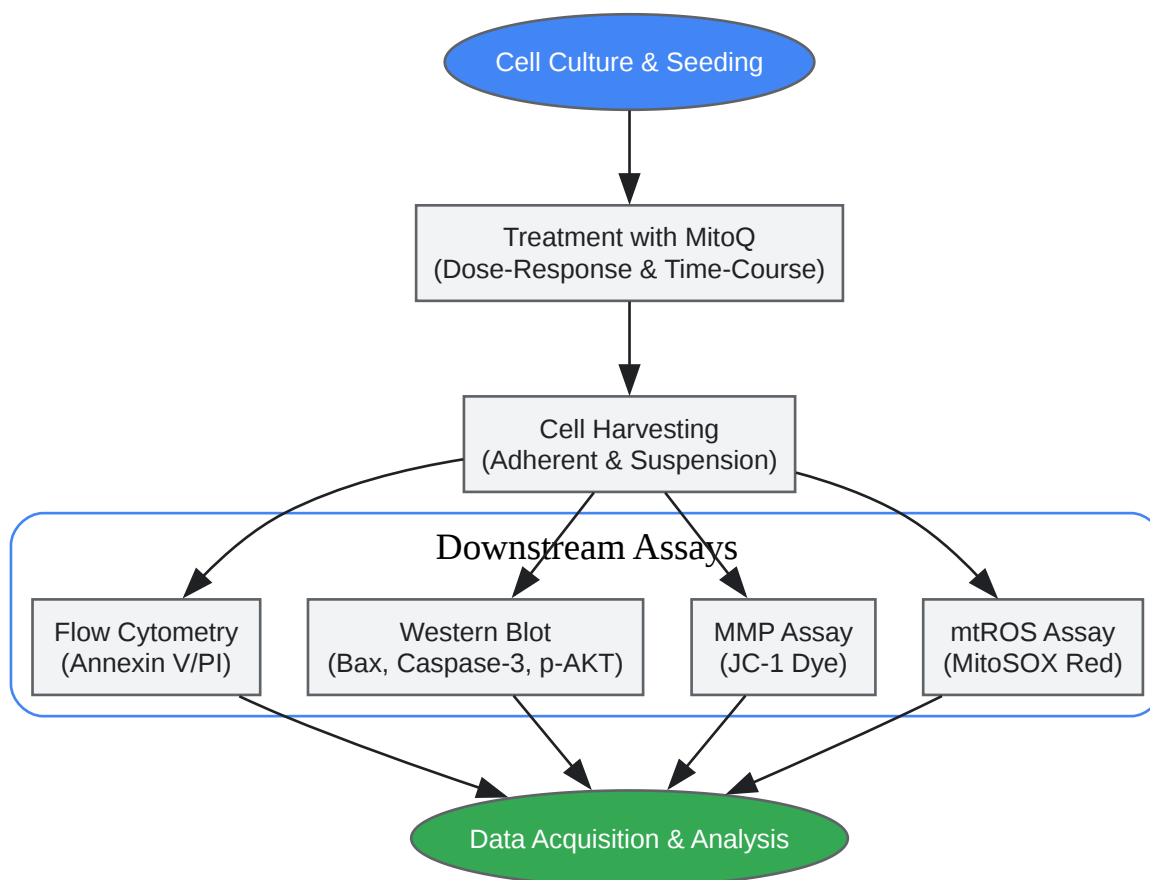 Cell Culture & Seeding
Treatment with MitoQ
(Dose-Response & Time-Course)
Cell Harvesting
(Adherent & Suspension)
Downstream Assays
Flow Cytometry
(Annexin V/PI)
Western Blot
(Bax, Caspase-3, p-AKT)
MMP Assay
(JC-1 Dye)
mtROS Assay
(MitoSOX Red)
Data Acquisition & Analysis